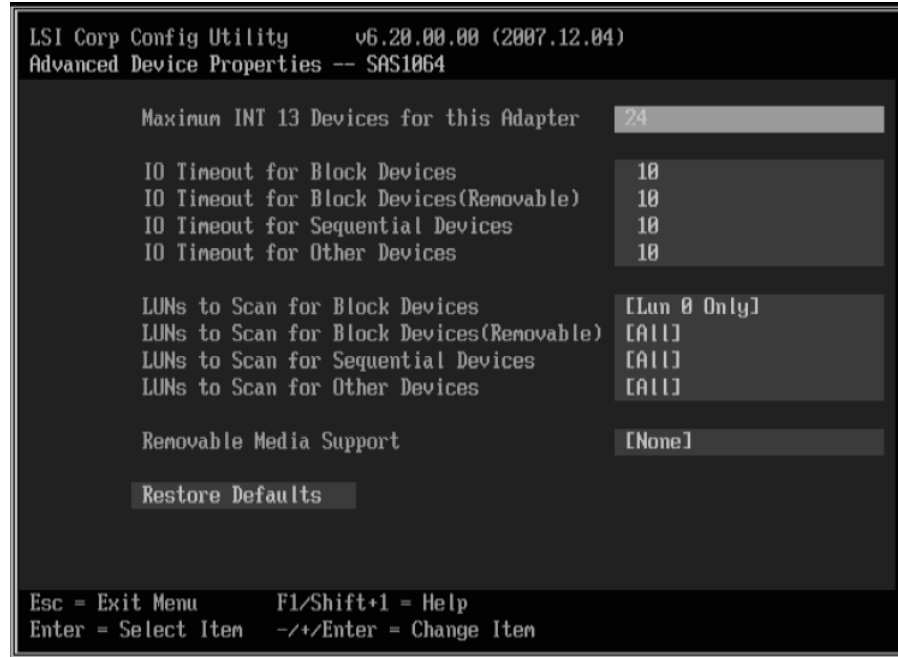 LSI Corp Config Utility v6.20.00.00 (2007.12.04)
Advanced Device Properties -- SAS1064
Maximum INT 13 Devices for this Adapter 24
IO Timeout for Block Devices 10
IO Timeout for Block Devices(Removable) 10
IO Timeout for Sequential Devices 10
IO Timeout for Other Devices 10
LUNs to Scan for Block Devices [Lun 0 Only]
LUNs to Scan for Block Devices(Removable) [All]
LUNs to Scan for Sequential Devices [All]
LUNs to Scan for Other Devices [All]
Removable Media Support [None]
Restore Defaults
Esc = Exit Menu F1/Shift+1 = Help
Enter = Select Item -/+/Enter = Change Item